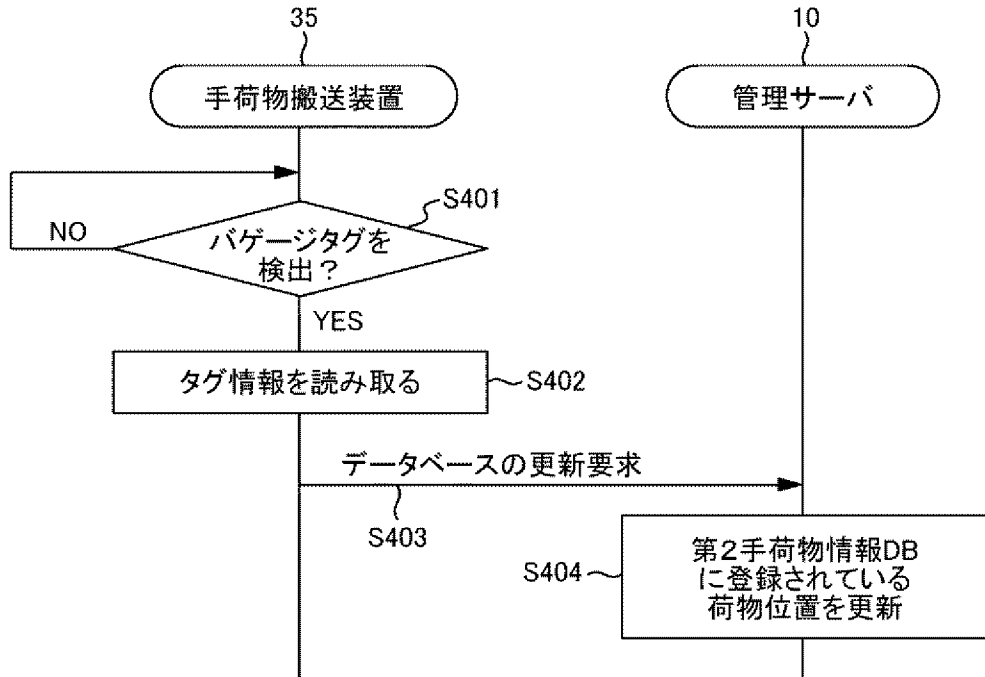 35
10
手荷物搬送装置
管理サーバ
S401
NO
バゲージタグを
検出？
YES
タグ情報を読み取る
S402
データベースの更新要求
S403
第2手荷物情報DB
に登録されている
荷物位置を更新
S404